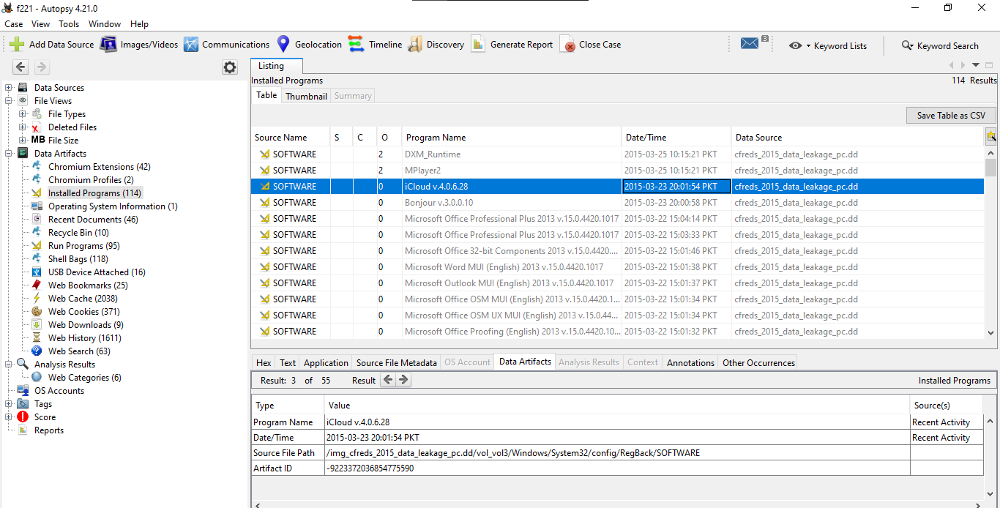 f221 - Autopsy 4.21.0
Case View Tools Window Help
Add Data Source Images/Videos Communications Geolocation Timeline Discovery Generate Report Close Case 3 Keyword Lists Keyword Search
Listing
Installed Programs 114 Results
Table Thumbnail Summary
Save Table as CSV
Data Sources
File Views
File Types
Deleted Files
MB File Size
Data Artifacts
Chromium Extensions (42)
Chromium Profiles (2)
Installed Programs (114)
Operating System Information (1)
Recent Documents (46)
Recycle Bin (10)
Run Programs (95)
Shell Bags (118)
USB Device Attached (16)
Web Bookmarks (25)
Web Cache (2038)
Web Cookies (371)
Web Downloads (9)
Web History (1611)
Web Search (63)
Analysis Results
Web Categories (6)
OS Accounts
Tags
Score
Reports
Source Name S C O Program Name Date/Time Data Source
SOFTWARE 2 DXM_Runtime 2015-03-25 10:15:21 PKT cfreds_2015_data_leakage_pc.dd
SOFTWARE 2 MPlayer2 2015-03-25 10:15:21 PKT cfreds_2015_data_leakage_pc.dd
SOFTWARE 0 iCloud v.4.0.6.28 2015-03-23 20:01:54 PKT cfreds_2015_data_leakage_pc.dd
SOFTWARE 0 Bonjour v.3.0.0.10 2015-03-23 20:00:58 PKT cfreds_2015_data_leakage_pc.dd
SOFTWARE 0 Microsoft Office Professional Plus 2013 v.15.0.4420.1017 2015-03-22 15:04:14 PKT cfreds_2015_data_leakage_pc.dd
SOFTWARE 0 Microsoft Office Professional Plus 2013 v.15.0.4420.1017 2015-03-22 15:03:33 PKT cfreds_2015_data_leakage_pc.dd
SOFTWARE 0 Microsoft Office 32-bit Components 2013 v.15.0.4420.... 2015-03-22 15:01:46 PKT cfreds_2015_data_leakage_pc.dd
SOFTWARE 0 Microsoft Word MUI (English) 2013 v.15.0.4420.1017 2015-03-22 15:01:38 PKT cfreds_2015_data_leakage_pc.dd
SOFTWARE 0 Microsoft Outlook MUI (English) 2013 v.15.0.4420.1017 2015-03-22 15:01:37 PKT cfreds_2015_data_leakage_pc.dd
SOFTWARE 0 Microsoft Office OSM MUI (English) 2013 v.15.0.4420.1... 2015-03-22 15:01:34 PKT cfreds_2015_data_leakage_pc.dd
SOFTWARE 0 Microsoft Office OSM UX MUI (English) 2013 v.15.0.44... 2015-03-22 15:01:34 PKT cfreds_2015_data_leakage_pc.dd
SOFTWARE 0 Microsoft Office Proofing (English) 2013 v.15.0.4420.10... 2015-03-22 15:01:32 PKT cfreds_2015_data_leakage_pc.dd
Hex Text Application Source File Metadata OS Account Data Artifacts Analysis Results Context Annotations Other Occurrences
Result: 3 of 55 Result Installed Programs
Type Value Source(s)
Program Name iCloud v.4.0.6.28 Recent Activity
Date/Time 2015-03-23 20:01:54 PKT Recent Activity
Source File Path /img_cfreds_2015_data_leakage_pc.dd/vol_vol3/Windows/System32/config/RegBack/SOFTWARE
Artifact ID -9223372036854775590